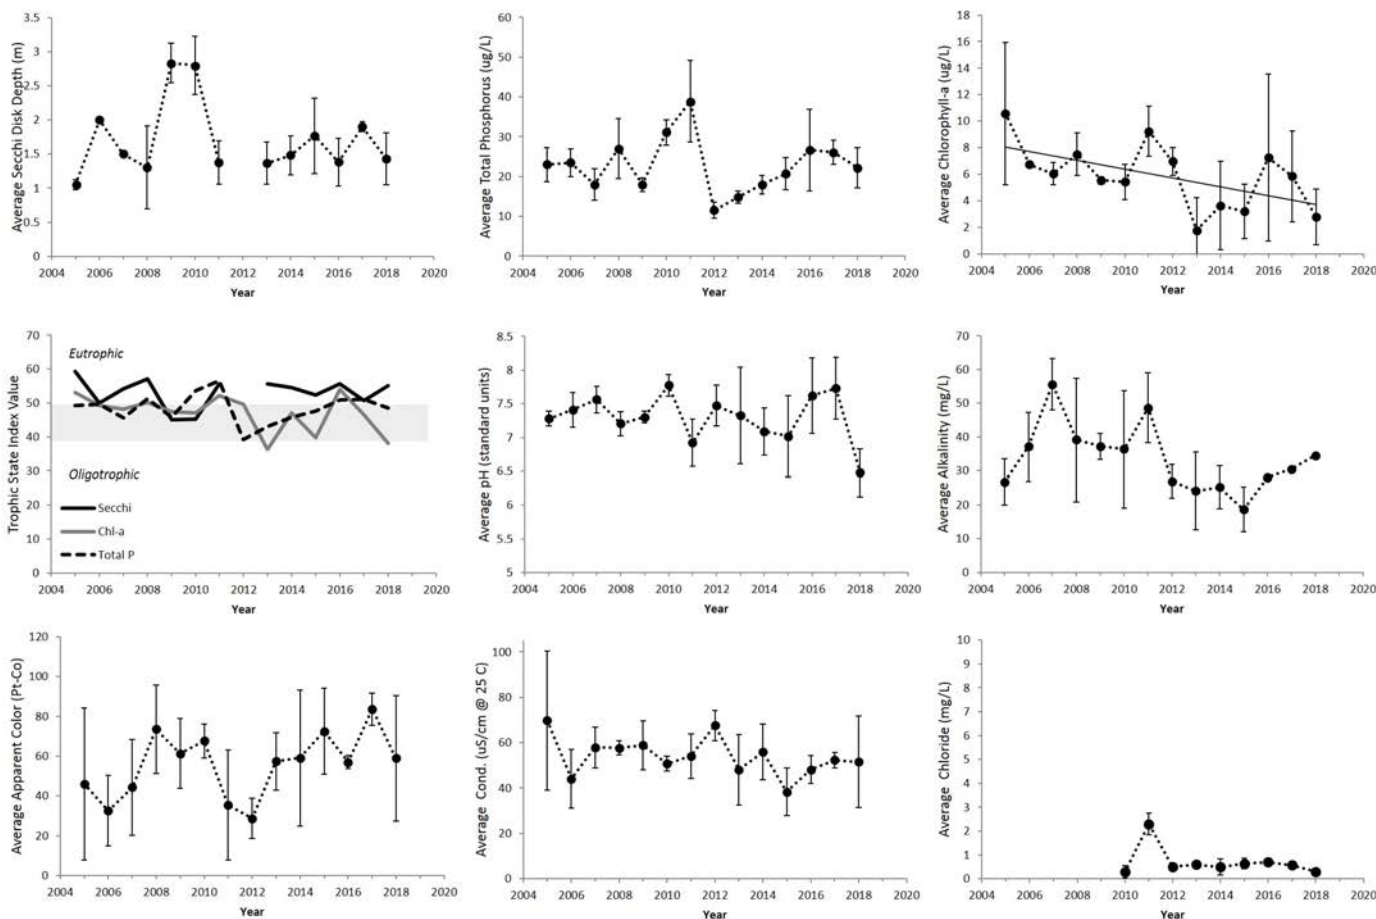 Average Secchi Disk Depth (m)
3.5
3
2.5
2
1.5
1
0.5
0
2004 2006 2008 2010 2012 2014 2016 2018 2020
Year
Average Total Phosphorus (ug/L)
60
50
40
30
20
10
0
2004 2006 2008 2010 2012 2014 2016 2018 2020
Year
Average Chlorophyll-a (ug/L)
18
16
14
12
10
8
6
4
2
0
2004 2006 2008 2010 2012 2014 2016 2018 2020
Year
Trophic State Index Value
70
60
50
40
30
20
10
0
Eutrophic
Oligotrophic
Secchi
Chl-a
Total P
2004 2006 2008 2010 2012 2014 2016 2018 2020
Year
Average pH (standard units)
8.5
8
7.5
7
6.5
6
5.5
5
2004 2006 2008 2010 2012 2014 2016 2018 2020
Year
Average Alkalinity (mg/L)
70
60
50
40
30
20
10
0
2004 2006 2008 2010 2012 2014 2016 2018 2020
Year
Average Apparent Color (Pt-Co)
120
100
80
60
40
20
0
2004 2006 2008 2010 2012 2014 2016 2018 2020
Year
Average Cond. (uS/cm @ 25 C)
100
80
60
40
20
0
2004 2006 2008 2010 2012 2014 2016 2018 2020
Year
Average Chloride (mg/L)
10
9
8
7
6
5
4
3
2
1
0
2004 2006 2008 2010 2012 2014 2016 2018 2020
Year